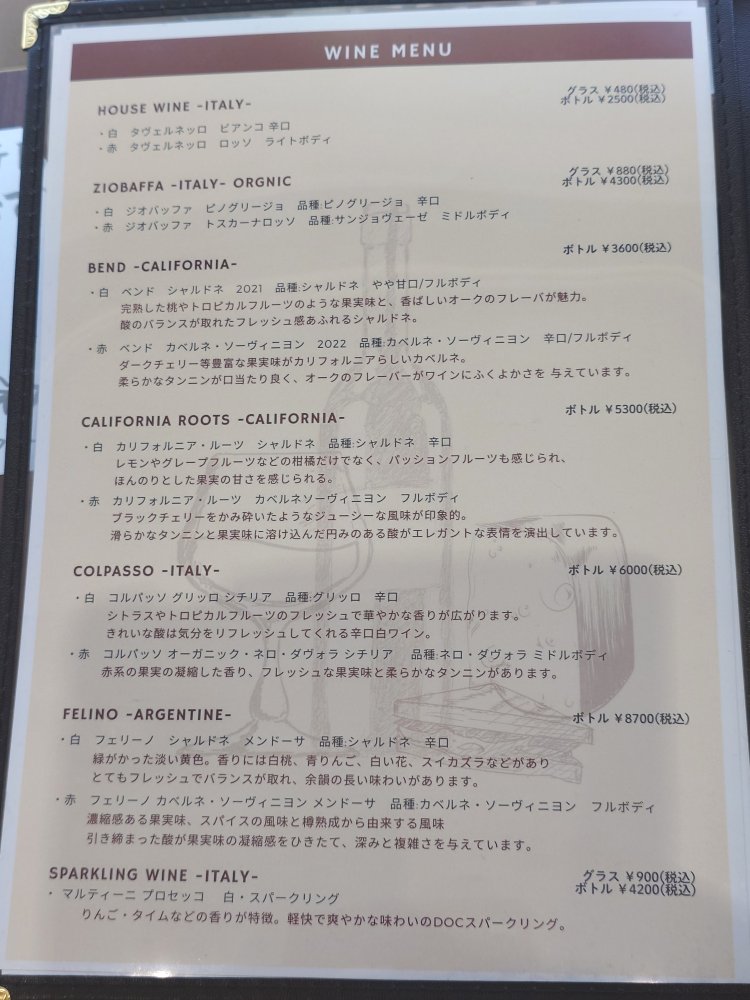 WINE MENU
HOUSE WINE -ITALY-
グラス ¥480(税込)
ボトル ¥2500(税込)
・白 タヴェルネッロ ビアンコ 辛口
・赤 タヴェルネッロ ロッソ ライトボディ
ZIOBAFFA -ITALY- ORGNIC
グラス ¥880(税込)
ボトル ¥4300(税込)
・白 ジオバッファ ピノグリージョ 品種:ピノグリージョ 辛口
・赤 ジオバッファ トスカーナロッソ 品種:サンジョヴェーゼ ミドルボディ
ボトル ¥3600(税込)
BEND -CALIFORNIA-
・白 ベンド シャルドネ 2021 品種:シャルドネ やや甘口/フルボディ
完熟した桃やトロピカルフルーツのような果実味と、香ばしいオークのフレーバが魅力。
酸のバランスが取れたフレッシュ感あふれるシャルドネ。
・赤 ベンド カベルネ・ソーヴィニヨン 2022 品種:カベルネ・ソーヴィニヨン 辛口/フルボディ
ダークチェリー等豊富な果実味がカリフォルニアらしいカベルネ。
柔らかなタンニンが口当たり良く、オークのフレーバーがワインにふくよかさを 与えています。
ボトル ¥5300(税込)
CALIFORNIA ROOTS -CALIFORNIA-
・白 カリフォルニア・ルーツ シャルドネ 品種:シャルドネ 辛口
レモンやグレープフルーツなどの柑橘だけでなく、パッションフルーツも感じられ、
ほんのりとした果実の甘さを感じられる。
・赤 カリフォルニア・ルーツ カベルネソーヴィニヨン フルボディ
ブラックチェリーをかみ砕いたようなジューシーな風味が印象的。
滑らかなタンニンと果実味に溶け込んだ円みのある酸がエレガントな表情を演出しています。
COLPASSO -ITALY-
ボトル ¥6000(税込)
・白 コルパッソ グリッロ シチリア 品種:グリッロ 辛口
シトラスやトロピカルフルーツのフレッシュで華やかな香りが広がります。
きれいな酸は気分をリフレッシュしてくれる辛口白ワイン。
・赤 コルパッソ オーガニック・ネロ・ダヴォラ シチリア 品種:ネロ・ダヴォラ ミドルボディ
赤系の果実の凝縮した香り、フレッシュな果実味と柔らかなタンニンがあります。
FELINO -ARGENTINE-
ボトル ¥8700(税込)
・白 フェリーノ シャルドネ メンドーサ 品種:シャルドネ 辛口
緑がかった淡い黄色。香りには白桃、青りんご、白い花、スイカズラなどがあり
とてもフレッシュでバランスが取れ、余韻の長い味わいがあります。
・赤 フェリーノ カベルネ・ソーヴィニヨン メンドーサ 品種:カベルネ・ソーヴィニヨン フルボディ
濃縮感ある果実味、スパイスの風味と樽熟成から由来する風味
引き締まった酸が果実味の凝縮感をひきたて、深みと複雑さを与えています。
SPARKLING WINE -ITALY-
グラス ¥900(税込)
ボトル ¥4200(税込)
・ マルティーニ プロセッコ 白・スパークリング
りんご・タイムなどの香りが特徴。軽快で爽やかな味わいのDOCスパークリング。